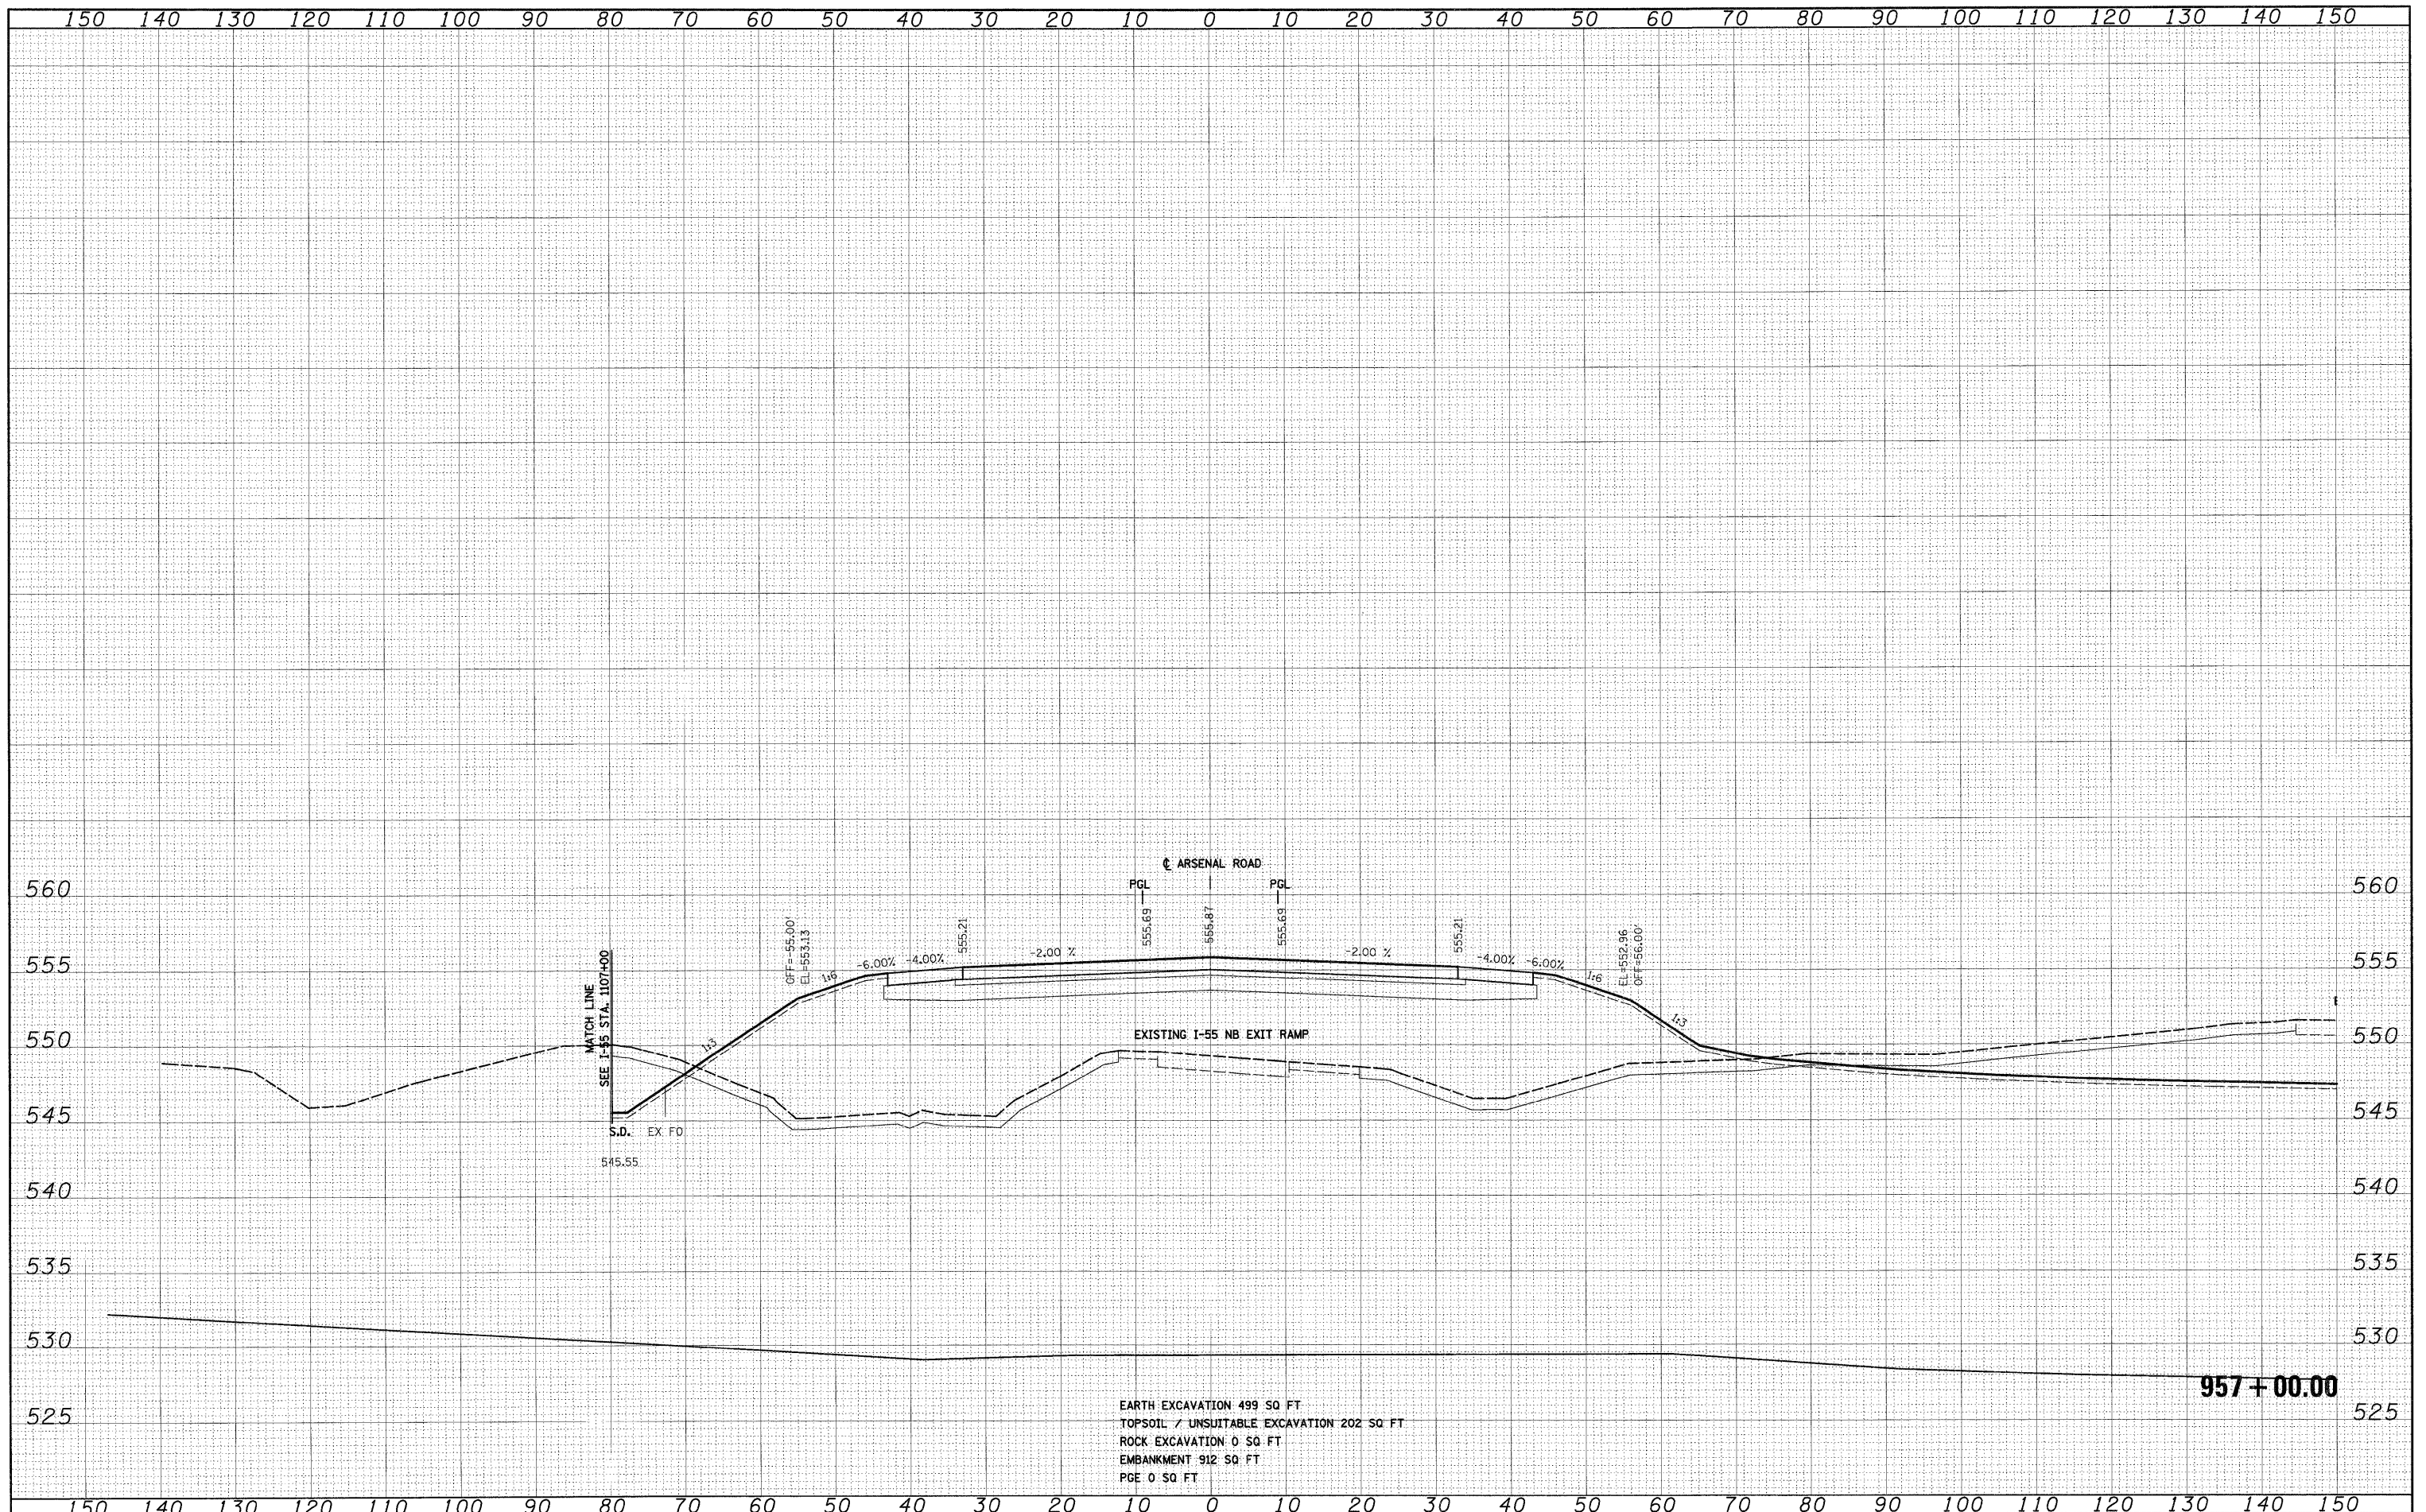 150 140 130 120 110 100 90 80 70 60 50 40 30 20 10 0 10 20 30 40 50 60 70 80 90 100 110 120 130 140 150
₵ ARSENAL ROAD
PGL PGL
560 560
555.69 555.87 555.69
555.21 555.21
OFF=-55.00'
EL=553.13
EL=552.96
OFF=56.00'
1:6 -6.00% -4.00% -2.00 % -2.00 % -4.00% -6.00% 1:6
555 555
MATCH LINE
SEE I-55 STA. 1107+00
1:3 1:3
EXISTING I-55 NB EXIT RAMP
550 550
545 545
S.D. EX FO
545.55
540 540
535 535
530 530
957+00.00
525 525
EARTH EXCAVATION 499 SQ FT
TOPSOIL / UNSUITABLE EXCAVATION 202 SQ FT
ROCK EXCAVATION 0 SQ FT
EMBANKMENT 912 SQ FT
PGE 0 SQ FT
150 140 130 120 110 100 90 80 70 60 50 40 30 20 10 0 10 20 30 40 50 60 70 80 90 100 110 120 130 140 150